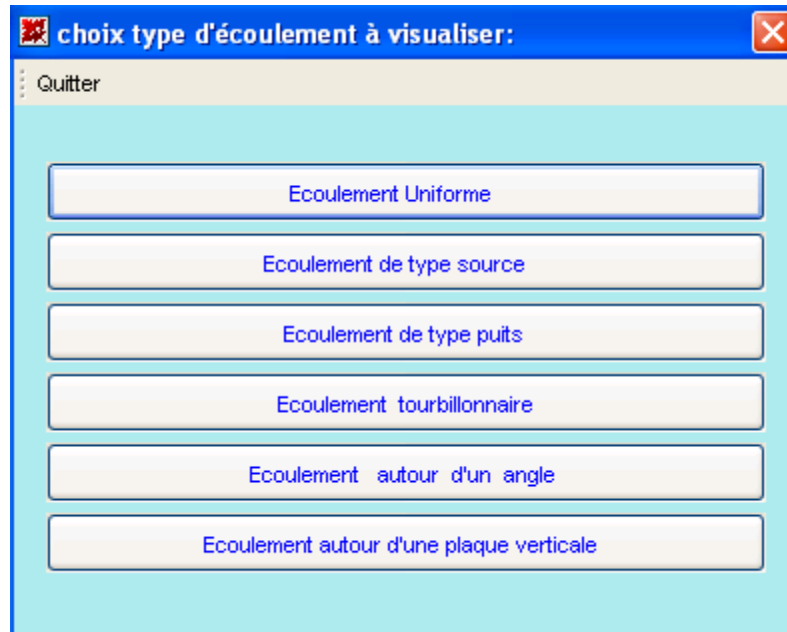 choix type d'écoulement à visualiser:
Quitter
Ecoulement Uniforme
Ecoulement de type source
Ecoulement de type puits
Ecoulement tourbillonnaire
Ecoulement autour d'un angle
Ecoulement autour d'une plaque verticale